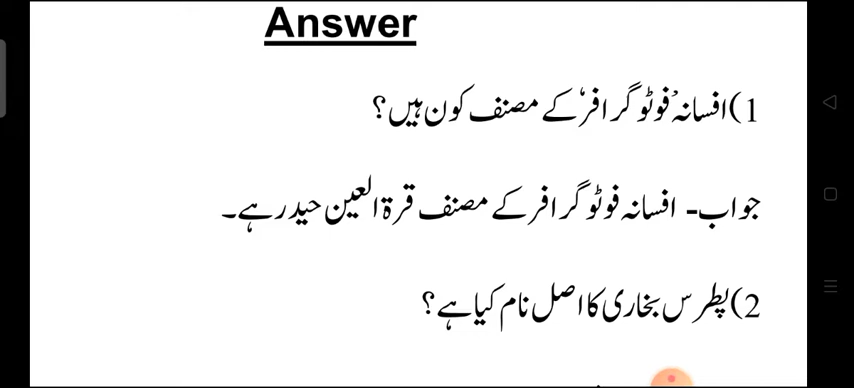 Answer
1) افسانہ 'فوٹو گرافر' کے مصنف کون ہیں؟
جواب- افسانہ فوٹو گرافر کے مصنف قرۃ العین حیدر ہے۔
2) پطرس بخاری کا اصل نام کیا ہے؟